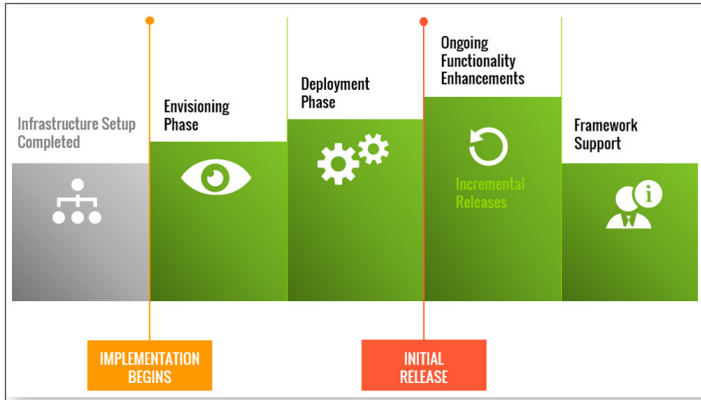 Infrastructure Setup
Completed
Envisioning
Phase
Deployment
Phase
Ongoing
Functionality
Enhancements
Incremental
Releases
Framework
Support
i
IMPLEMENTATION
BEGINS
INITIAL
RELEASE